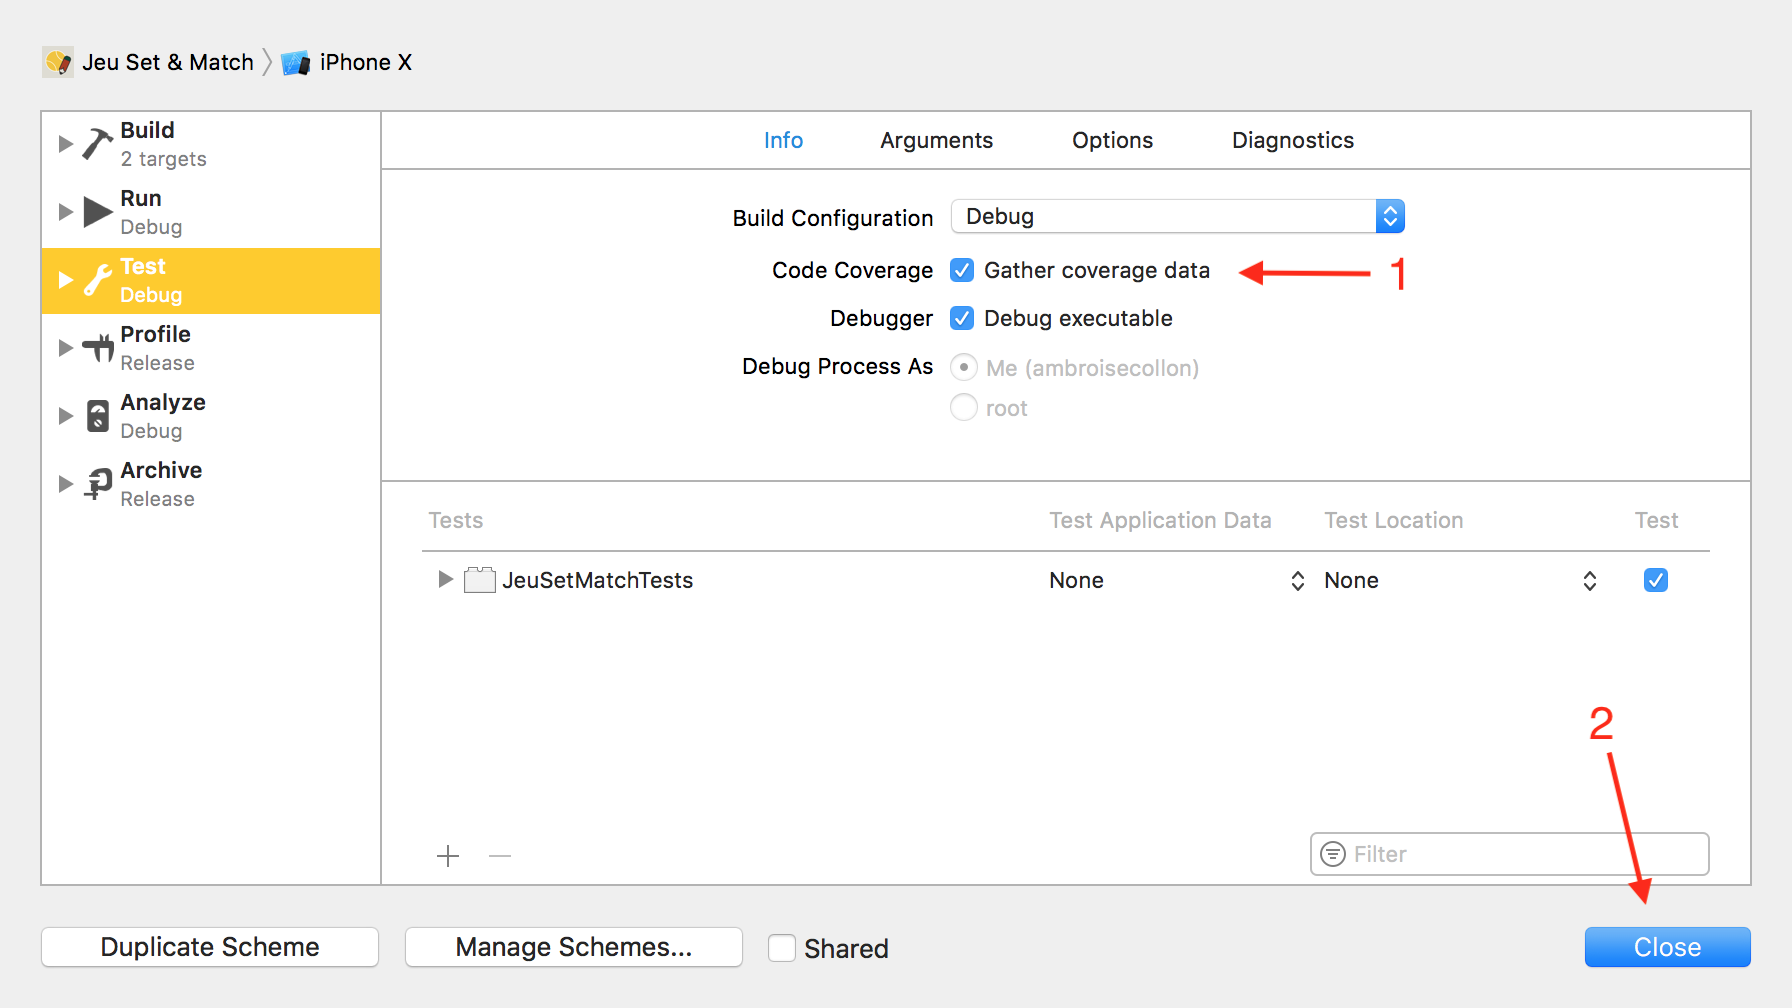 Jeu Set & Match iPhone X
Build
2 targets
Run
Debug
Test
Debug
Profile
Release
Analyze
Debug
Archive
Release
Info Arguments Options Diagnostics
Build Configuration Debug
Code Coverage Gather coverage data 1
Debugger Debug executable
Debug Process As Me (ambroisecollon)
root
Tests Test Application Data Test Location Test
JeuSetMatchTests None None
2
Filter
Duplicate Scheme Manage Schemes... Shared Close